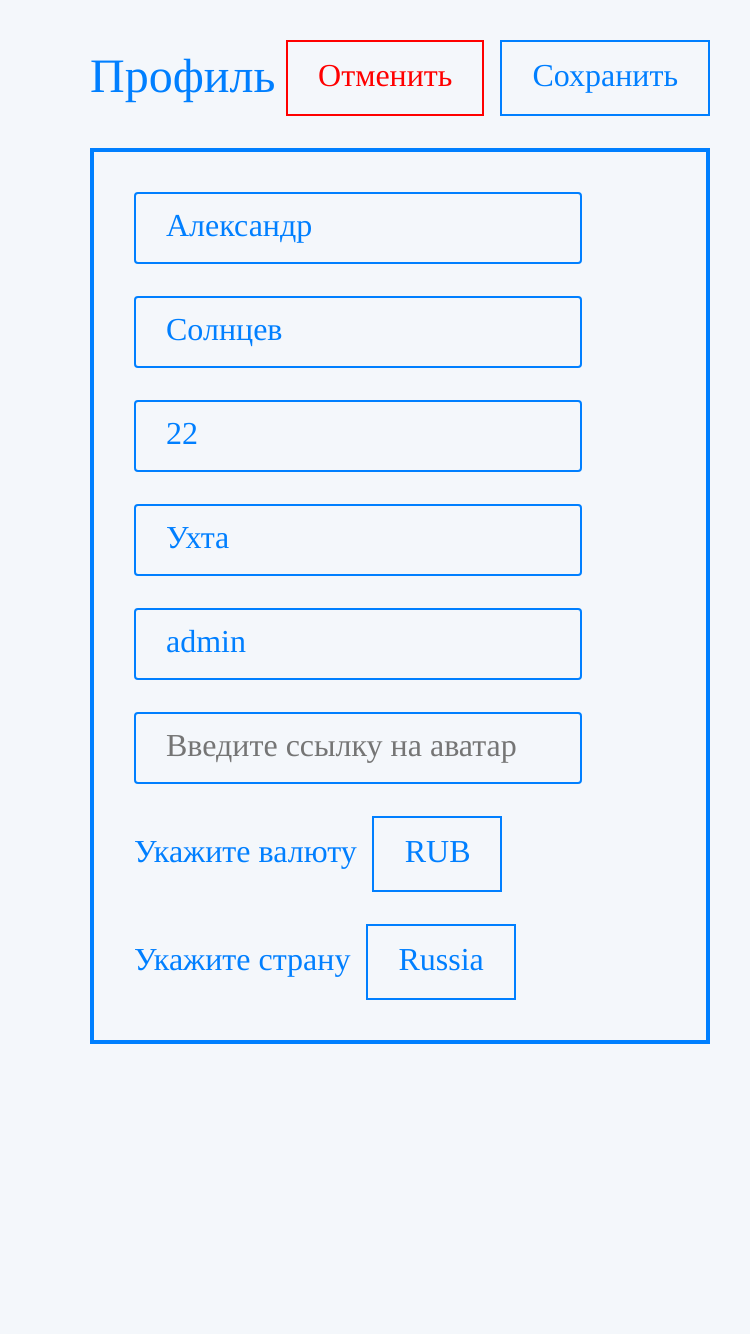 Профиль Отменить Сохранить
Александр
Солнцев
22
Ухта
admin
Введите ссылку на аватар
Укажите валюту RUB
Укажите страну Russia